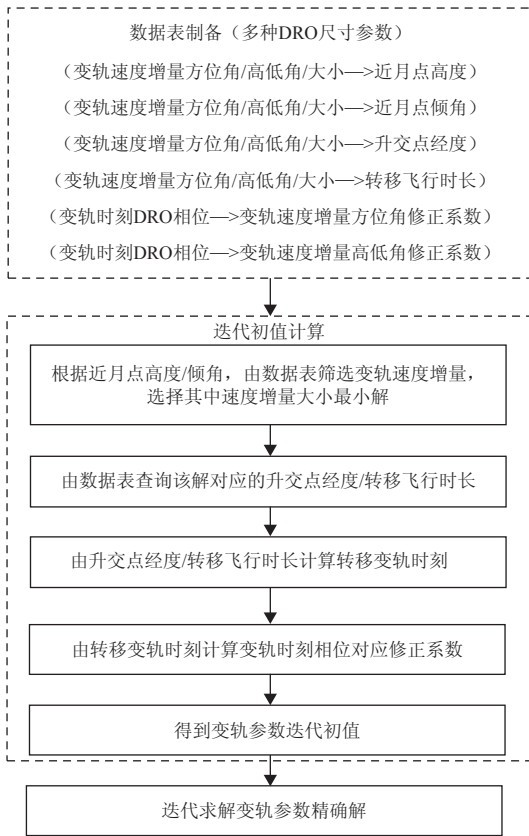 数据表制备（多种DRO尺寸参数）
（变轨速度增量方位角/高低角/大小—>近月点高度）
（变轨速度增量方位角/高低角/大小—>近月点倾角）
（变轨速度增量方位角/高低角/大小—>升交点经度）
（变轨速度增量方位角/高低角/大小—>转移飞行时长）
（变轨时刻DRO相位—>变轨速度增量方位角修正系数）
（变轨时刻DRO相位—>变轨速度增量高低角修正系数）
迭代初值计算
根据近月点高度/倾角，由数据表筛选变轨速度增量，
选择其中速度增量大小最小解
由数据表查询该解对应的升交点经度/转移飞行时长
由升交点经度/转移飞行时长计算转移变轨时刻
由转移变轨时刻计算变轨时刻相位对应修正系数
得到变轨参数迭代初值
迭代求解变轨参数精确解